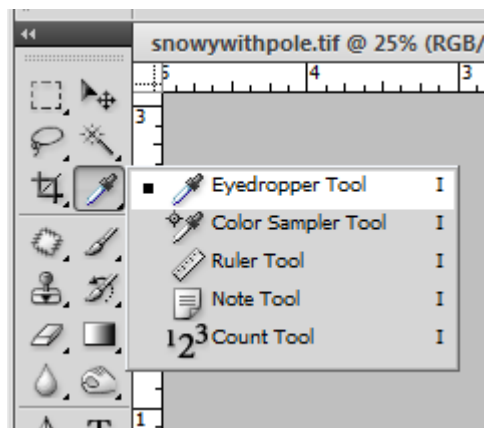 snowywithpole.tif @ 25% (RGB/
5 4 3
3
Eyedropper Tool I
Color Sampler Tool I
Ruler Tool I
Note Tool I
123 Count Tool I
1
T